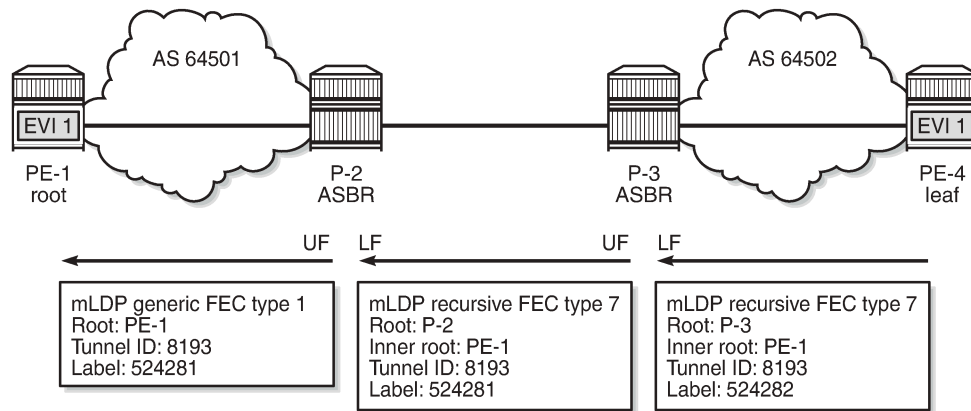 AS 64501
AS 64502
EVI 1
EVI 1
PE-1
root
P-2
ASBR
P-3
ASBR
PE-4
leaf
UF
LF
UF
LF
mLDP generic FEC type 1
Root: PE-1
Tunnel ID: 8193
Label: 524281
mLDP recursive FEC type 7
Root: P-2
Inner root: PE-1
Tunnel ID: 8193
Label: 524281
mLDP recursive FEC type 7
Root: P-3
Inner root: PE-1
Tunnel ID: 8193
Label: 524282